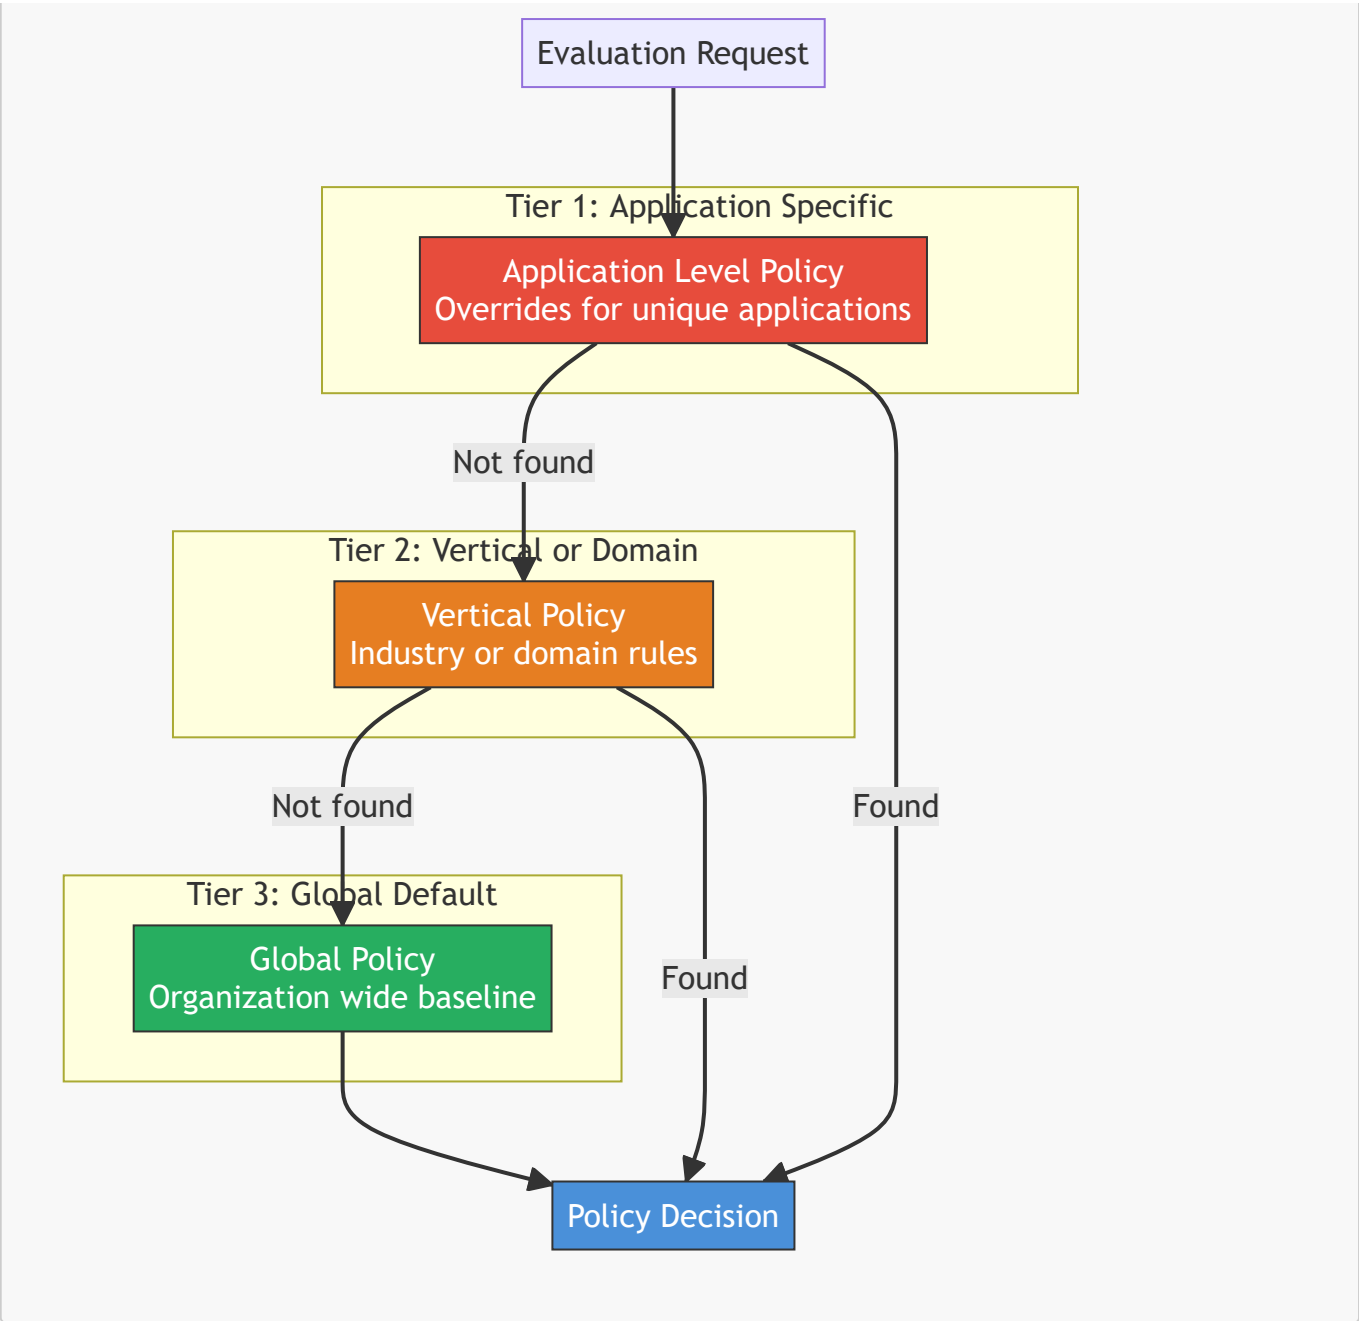 Evaluation Request
Tier 1: Application Specific
Application Level Policy
Overrides for unique applications
Not found
Tier 2: Vertical or Domain
Vertical Policy
Industry or domain rules
Not found
Found
Tier 3: Global Default
Global Policy
Organization wide baseline
Found
Policy Decision